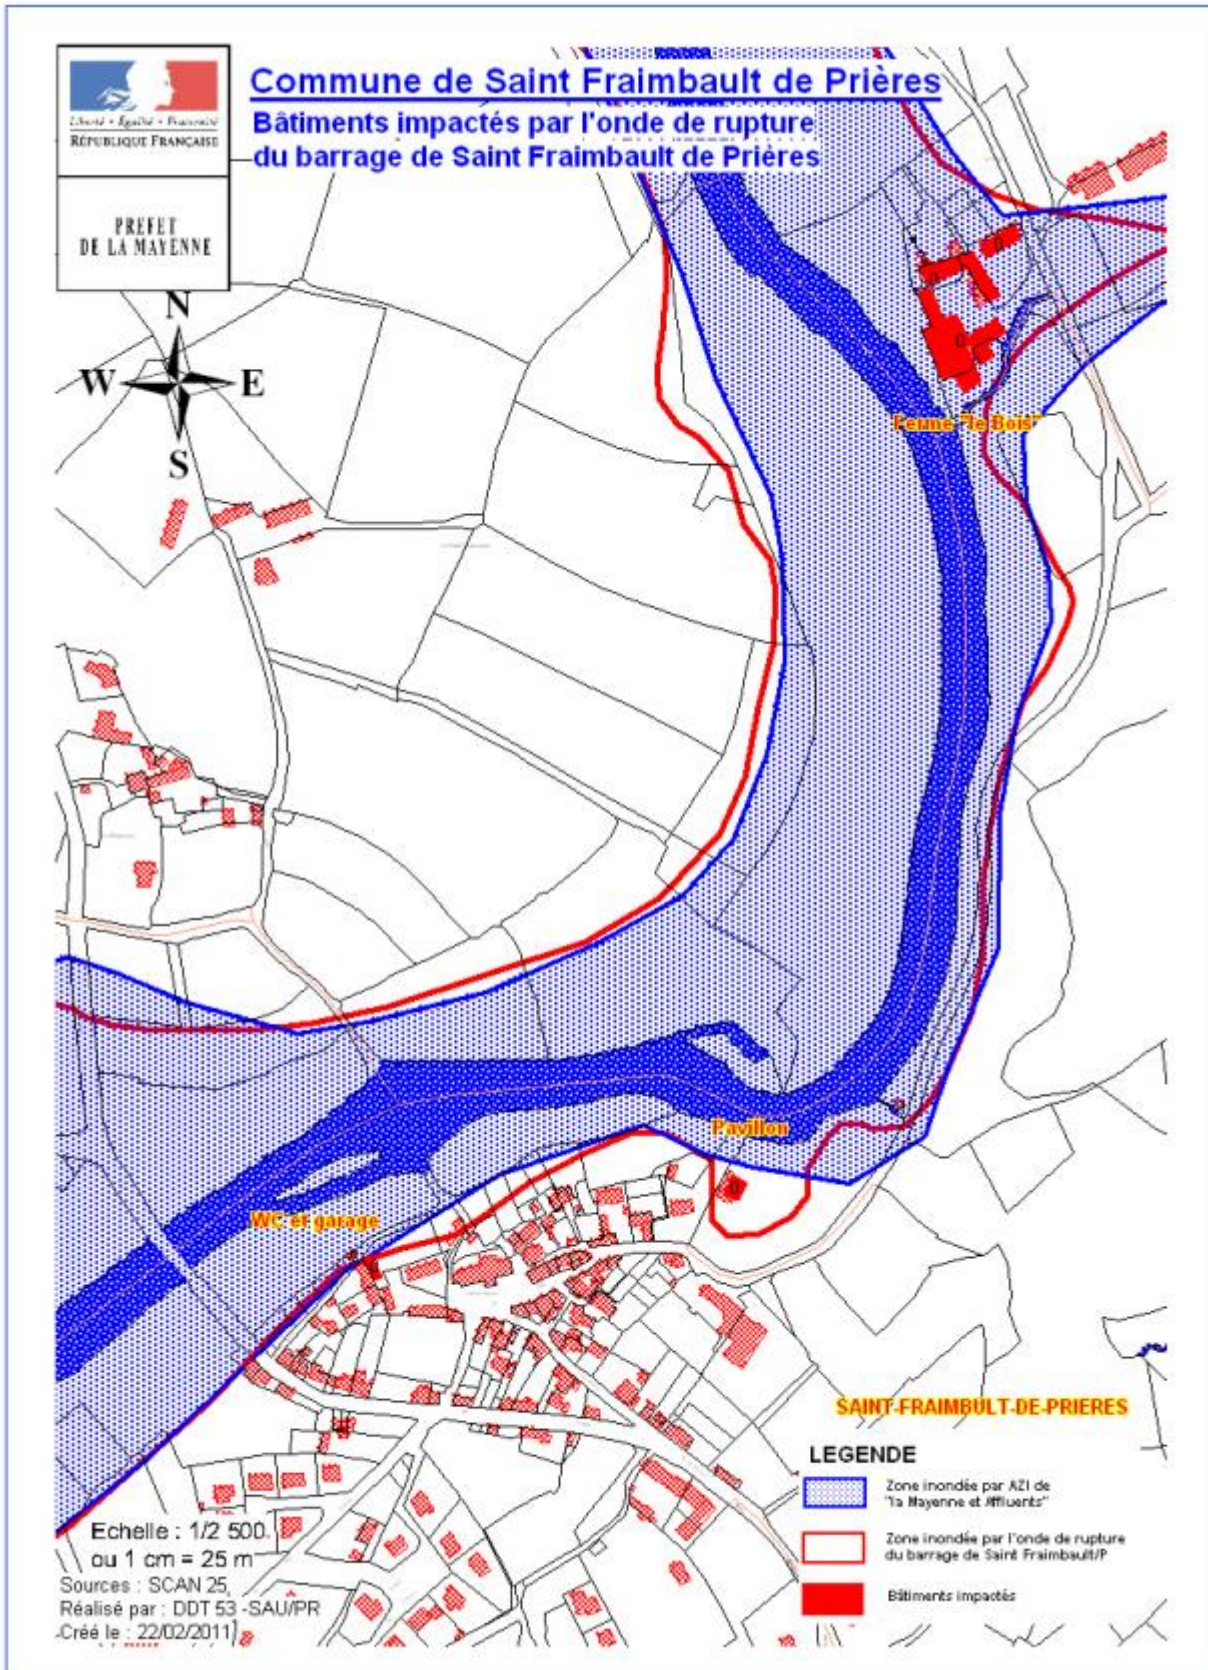 Commune de Saint Fraimbault de Prières
Bâtiments impactés par l'onde de rupture
du barrage de Saint Fraimbault de Prières
Liberté • Égalité • Fraternité
RÉPUBLIQUE FRANÇAISE
PREFET
DE LA MAYENNE
N
W E
S
0
0
0
Ferme "le Bois"
Pavillon
0
WC et garage
SAINT-FRAIMBULT-DE-PRIERES
LEGENDE
Zone inondée par AZI de
"la Mayenne et Affluents"
Zone inondée par l'onde de rupture
du barrage de Saint Fraimbault/P
Bâtiments impactés
Echelle : 1/2 500
ou 1 cm = 25 m
Sources : SCAN 25,
Réalisé par : DDT 53 -SAU/PR
Créé le : 22/02/2011